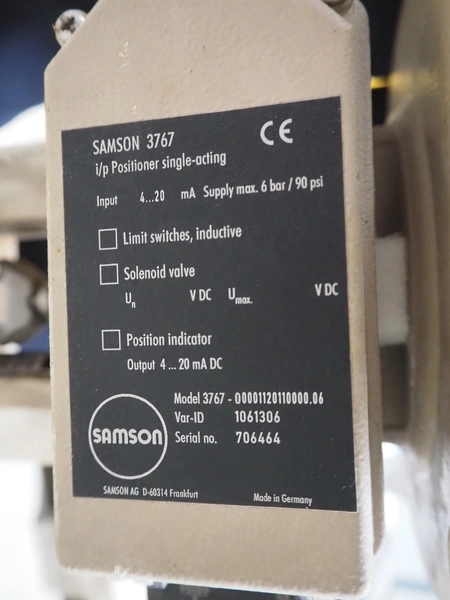 SAMSON 3767
CE
i/p Positioner single-acting
Input 4...20 mA Supply max. 6 bar / 90 psi
Limit switches, inductive
Solenoid valve
Un V DC Umax. V DC
Position indicator
Output 4 ... 20 mA DC
Model 3767 - 00001120110000.06
Var-ID 1061306
Serial no. 706464
SAMSON
SAMSON AG D-60314 Frankfurt Made in Germany